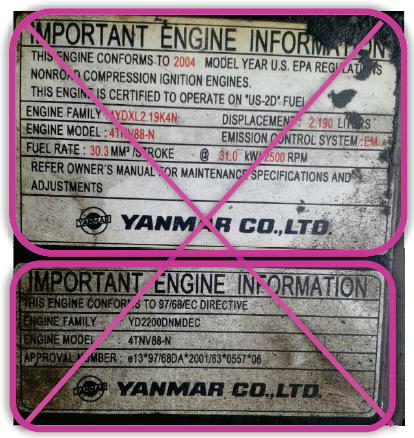 IMPORTANT ENGINE INFORMATION
THIS ENGINE CONFORMS TO 2004 MODEL YEAR U.S. EPA REGULATIONS
NONROAD COMPRESSION IGNITION ENGINES.
THIS ENGINE IS CERTIFIED TO OPERATE ON "US-2D" FUEL
ENGINE FAMILY : 4YDXL2.19K4N DISPLACEMENT : 2.190 LITERS
ENGINE MODEL : 4TNV88-N EMISSION CONTROL SYSTEM : EM
FUEL RATE : 30.3 MM³/STROKE @ 31.0 kW/2500 RPM
REFER OWNER'S MANUAL FOR MAINTENANCE SPECIFICATIONS AND
ADJUSTMENTS
YANMAR YANMAR CO.,LTD.
IMPORTANT ENGINE INFORMATION
THIS ENGINE CONFORMS TO 97/68/EC DIRECTIVE
ENGINE FAMILY : YD2200DNMDEC
ENGINE MODEL : 4TNV88-N
APPROVAL NUMBER : e13*97/68DA*2001/63*0557*06
YANMAR YANMAR CO.,LTD.